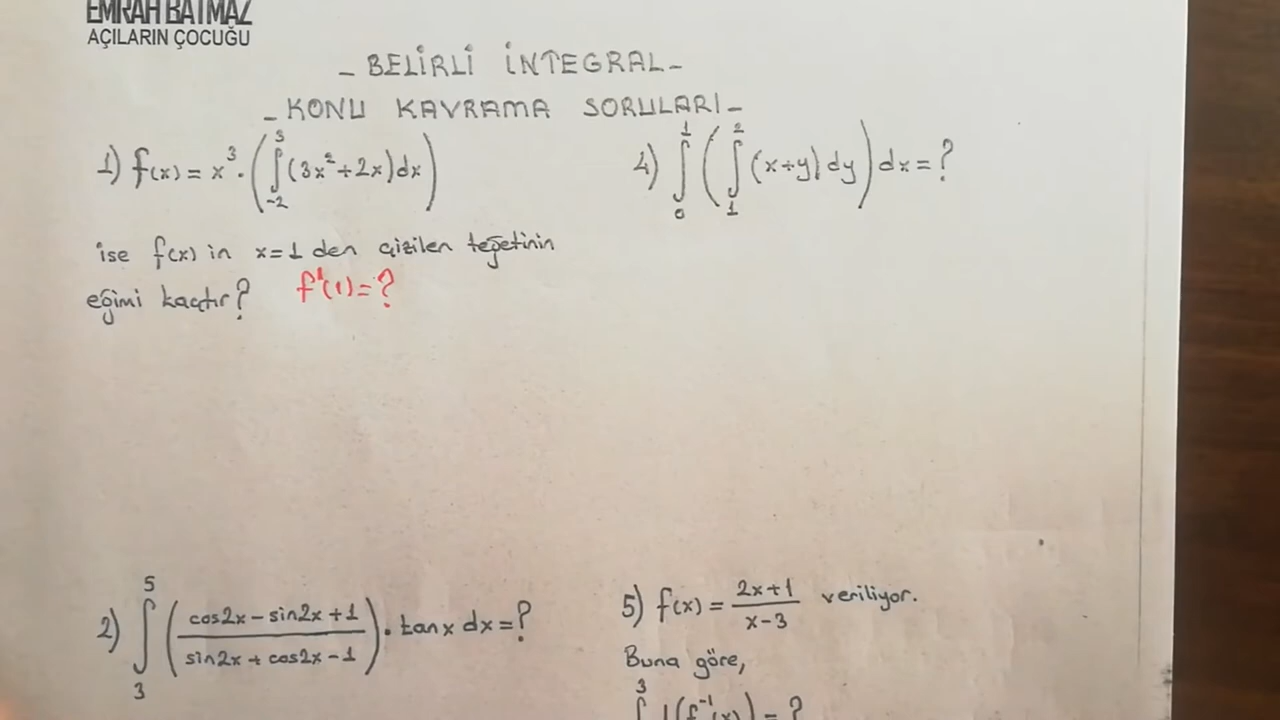 EMRAH BATMAZ
AÇILARIN ÇOCUĞU
- BELİRLİ İNTEGRAL -
- KONU KAVRAMA SORULARI -
1) f(x) = x³ . ( ∫₋₂³ (3x² + 2x) dx )
ise f(x) in x = 1 den çizilen teğetinin
eğimi kaçtır? f'(1) = ?
2) ∫₃⁵ ( (cos2x - sin2x + 1) / (sin2x + cos2x - 1) ) . tanx dx = ?
4) ∫₀¹ ( ∫₁² (x + y) dy ) dx = ?
5) f(x) = (2x + 1) / (x - 3) veriliyor.
Buna göre,
∫ ³ d(f⁻¹(x)) = ?